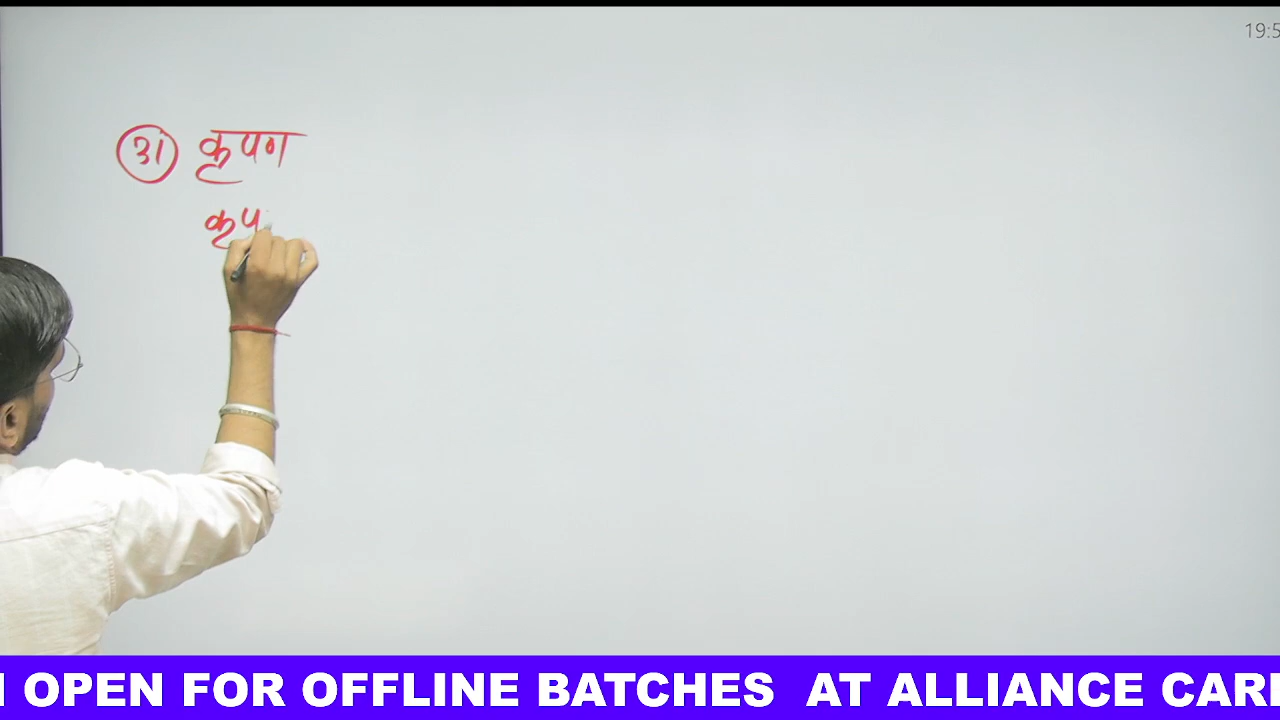 19:5
31 कृपण
कृप
OPEN FOR OFFLINE BATCHES AT ALLIANCE CAR